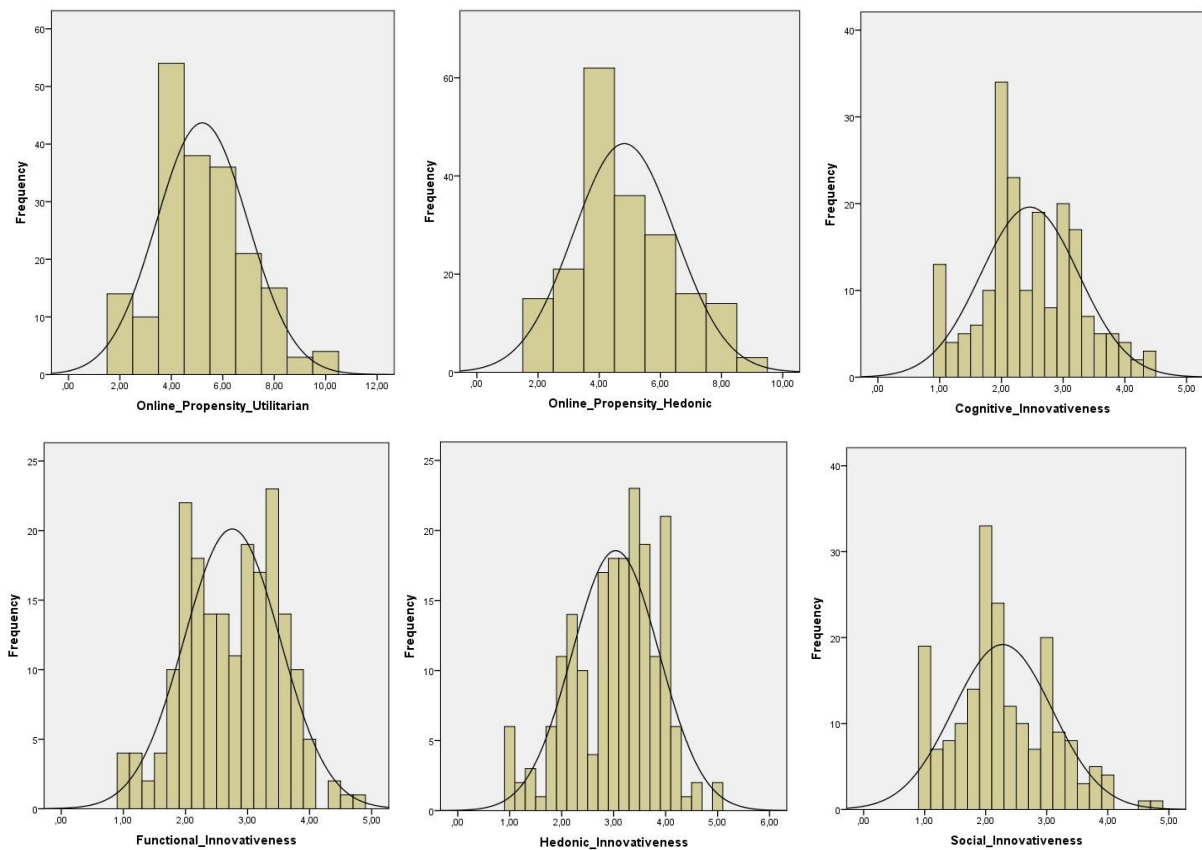 60
50
40
30
20
10
0
Frequency
,00 2,00 4,00 6,00 8,00 10,00 12,00
Online_Propensity_Utilitarian
60
40
20
0
Frequency
,00 2,00 4,00 6,00 8,00 10,00
Online_Propensity_Hedonic
40
30
20
10
0
Frequency
,00 1,00 2,00 3,00 4,00 5,00
Cognitive_Innovativeness
25
20
15
10
5
0
Frequency
,00 1,00 2,00 3,00 4,00 5,00
Functional_Innovativeness
25
20
15
10
5
0
Frequency
,00 1,00 2,00 3,00 4,00 5,00 6,00
Hedonic_Innovativeness
40
30
20
10
0
Frequency
,00 1,00 2,00 3,00 4,00 5,00
Social_Innovativeness